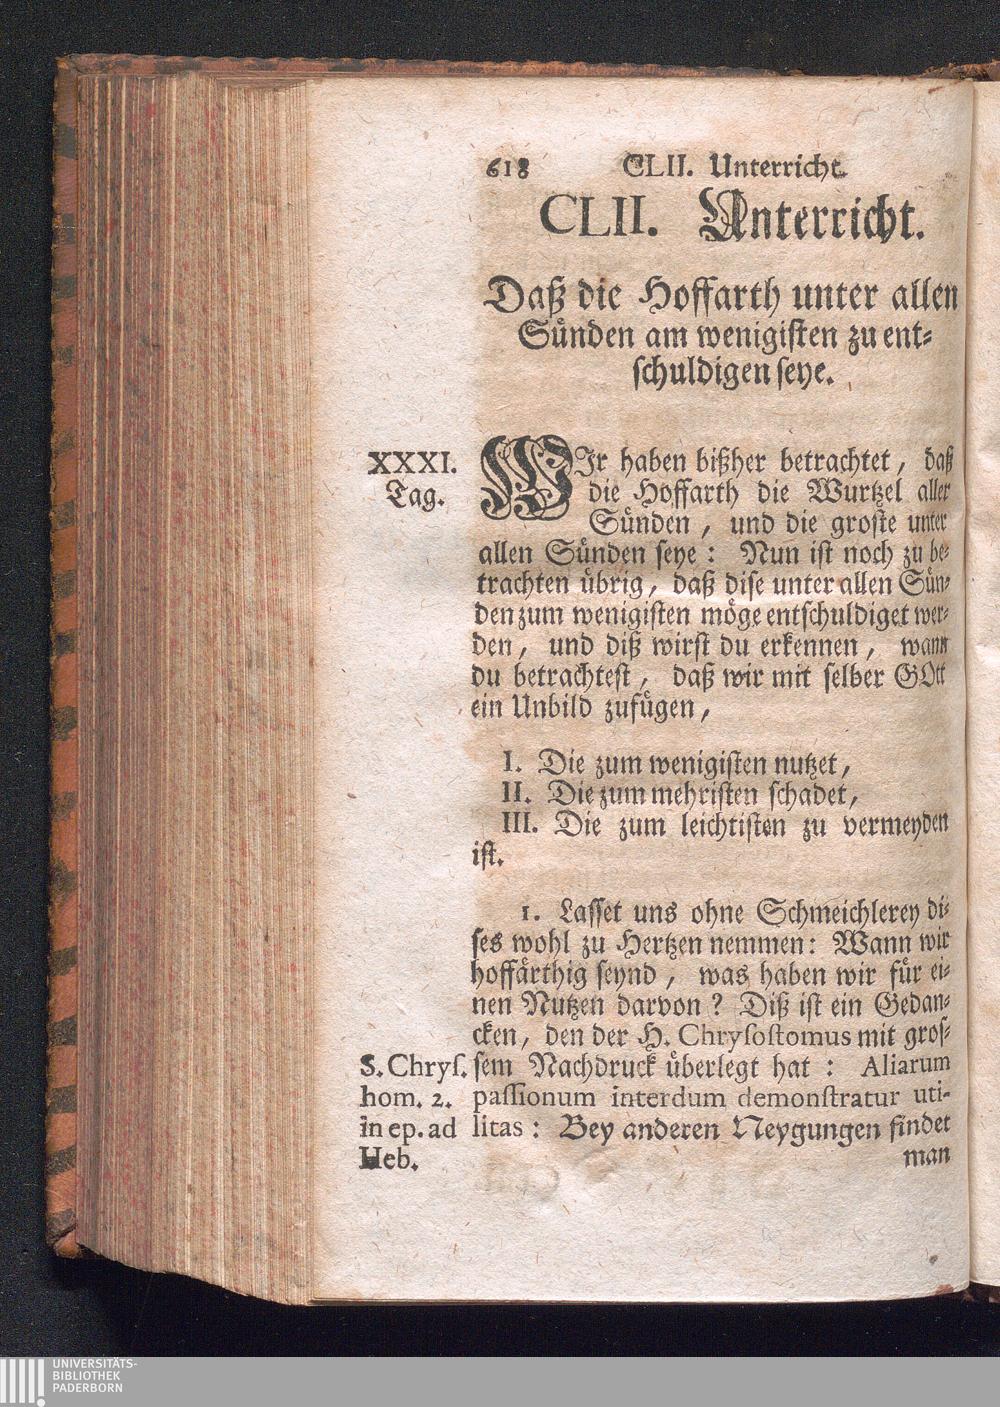 618 CLII. Unterricht.
CLII. Unterricht.
Daß die Hoffarth unter allen
Sünden am wenigisten zu ent-
schuldigen seye.
XXXI.
Tag.
WIr haben bißher betrachtet, daß
die Hoffarth die Wurtzel aller
Sünden, und die groste unter
allen Sünden seye: Nun ist noch zu be-
trachten übrig, daß dise unter allen Sün-
den zum wenigisten möge entschuldiget wer-
den, und diß wirst du erkennen, wann
du betrachtest, daß wir mit selber GOtt
ein Unbild zufügen,
I. Die zum wenigisten nutzet,
II. Die zum mehristen schadet,
III. Die zum leichtisten zu vermeyden
ist.
1. Lasset uns ohne Schmeichlerey di-
ses wohl zu Hertzen nemmen: Wann wir
hoffärthig seynd, was haben wir für ei-
nen Nutzen darvon? Diß ist ein Gedan-
cken, den der H. Chrysostomus mit gros-
sem Nachdruck überlegt hat: Aliarum
passionum interdum demonstratur uti-
litas: Bey anderen Neygungen findet
man
S. Chrys.
hom. 2.
in ep. ad
Heb.
UNIVERSITÄTS-
BIBLIOTHEK
PADERBORN